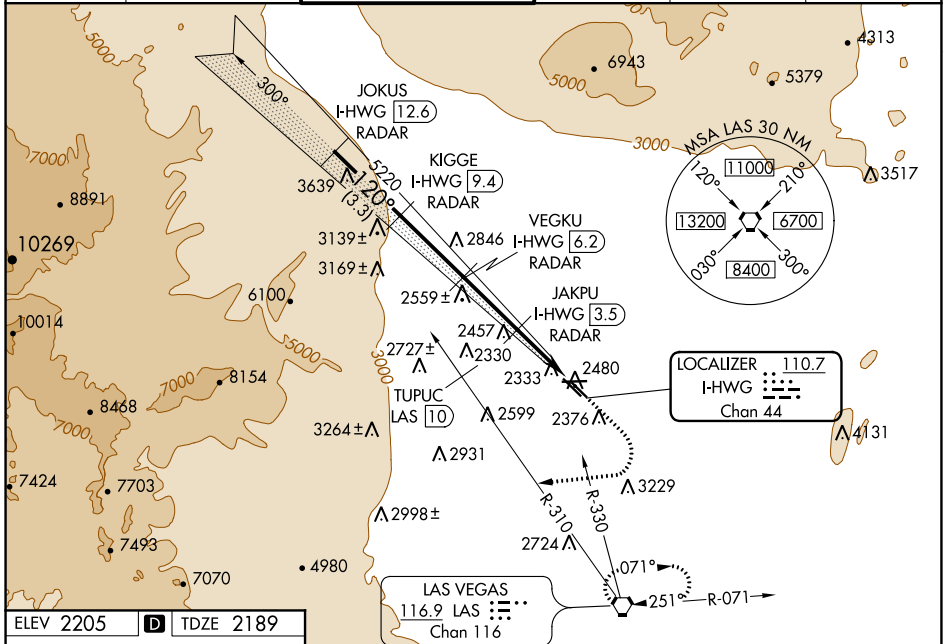 5000
4313
6943
5379
5000
JOKUS
I-HWG 12.6
RADAR
300°
3000
MSA LAS 30 NM
120°
11000
210°
13200
6700
030°
8400
300°
3517
7000
8891
10269
3639
5220
120°
(3.3)
KIGGE
I-HWG 9.4
RADAR
3139±
2846
VEGKU
I-HWG 6.2
RADAR
3169±
2559±
6100
JAKPU
I-HWG 3.5
RADAR
10014
5000
2457
2330
2727±
3000
2333
2480
LOCALIZER 110.7
I-HWG
Chan 44
7000
8154
TUPUC
LAS 10
8468
7000
2599
2376
3264±
2931
4131
7424
7703
3229
R-310
R-330
2998±
7493
2724
4980
7070
071°
251°
R-071
LAS VEGAS
116.9 LAS
Chan 116
ELEV 2205 D TDZE 2189